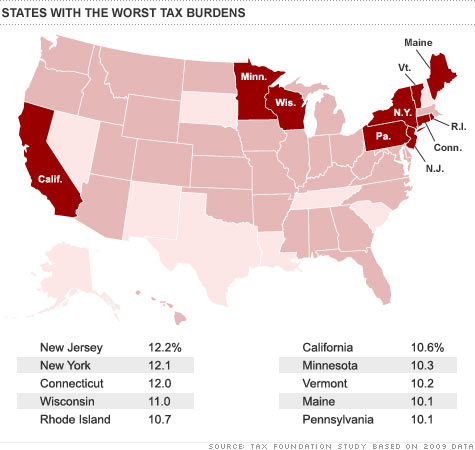 STATES WITH THE WORST TAX BURDENS
Maine
Vt.
Minn.
Wis.
N.Y.
R.I.
Pa.
Conn.
N.J.
Calif.
New Jersey 12.2%
New York 12.1
Connecticut 12.0
Wisconsin 11.0
Rhode Island 10.7
California 10.6%
Minnesota 10.3
Vermont 10.2
Maine 10.1
Pennsylvania 10.1
SOURCE: TAX FOUNDATION STUDY BASED ON 2009 DATA